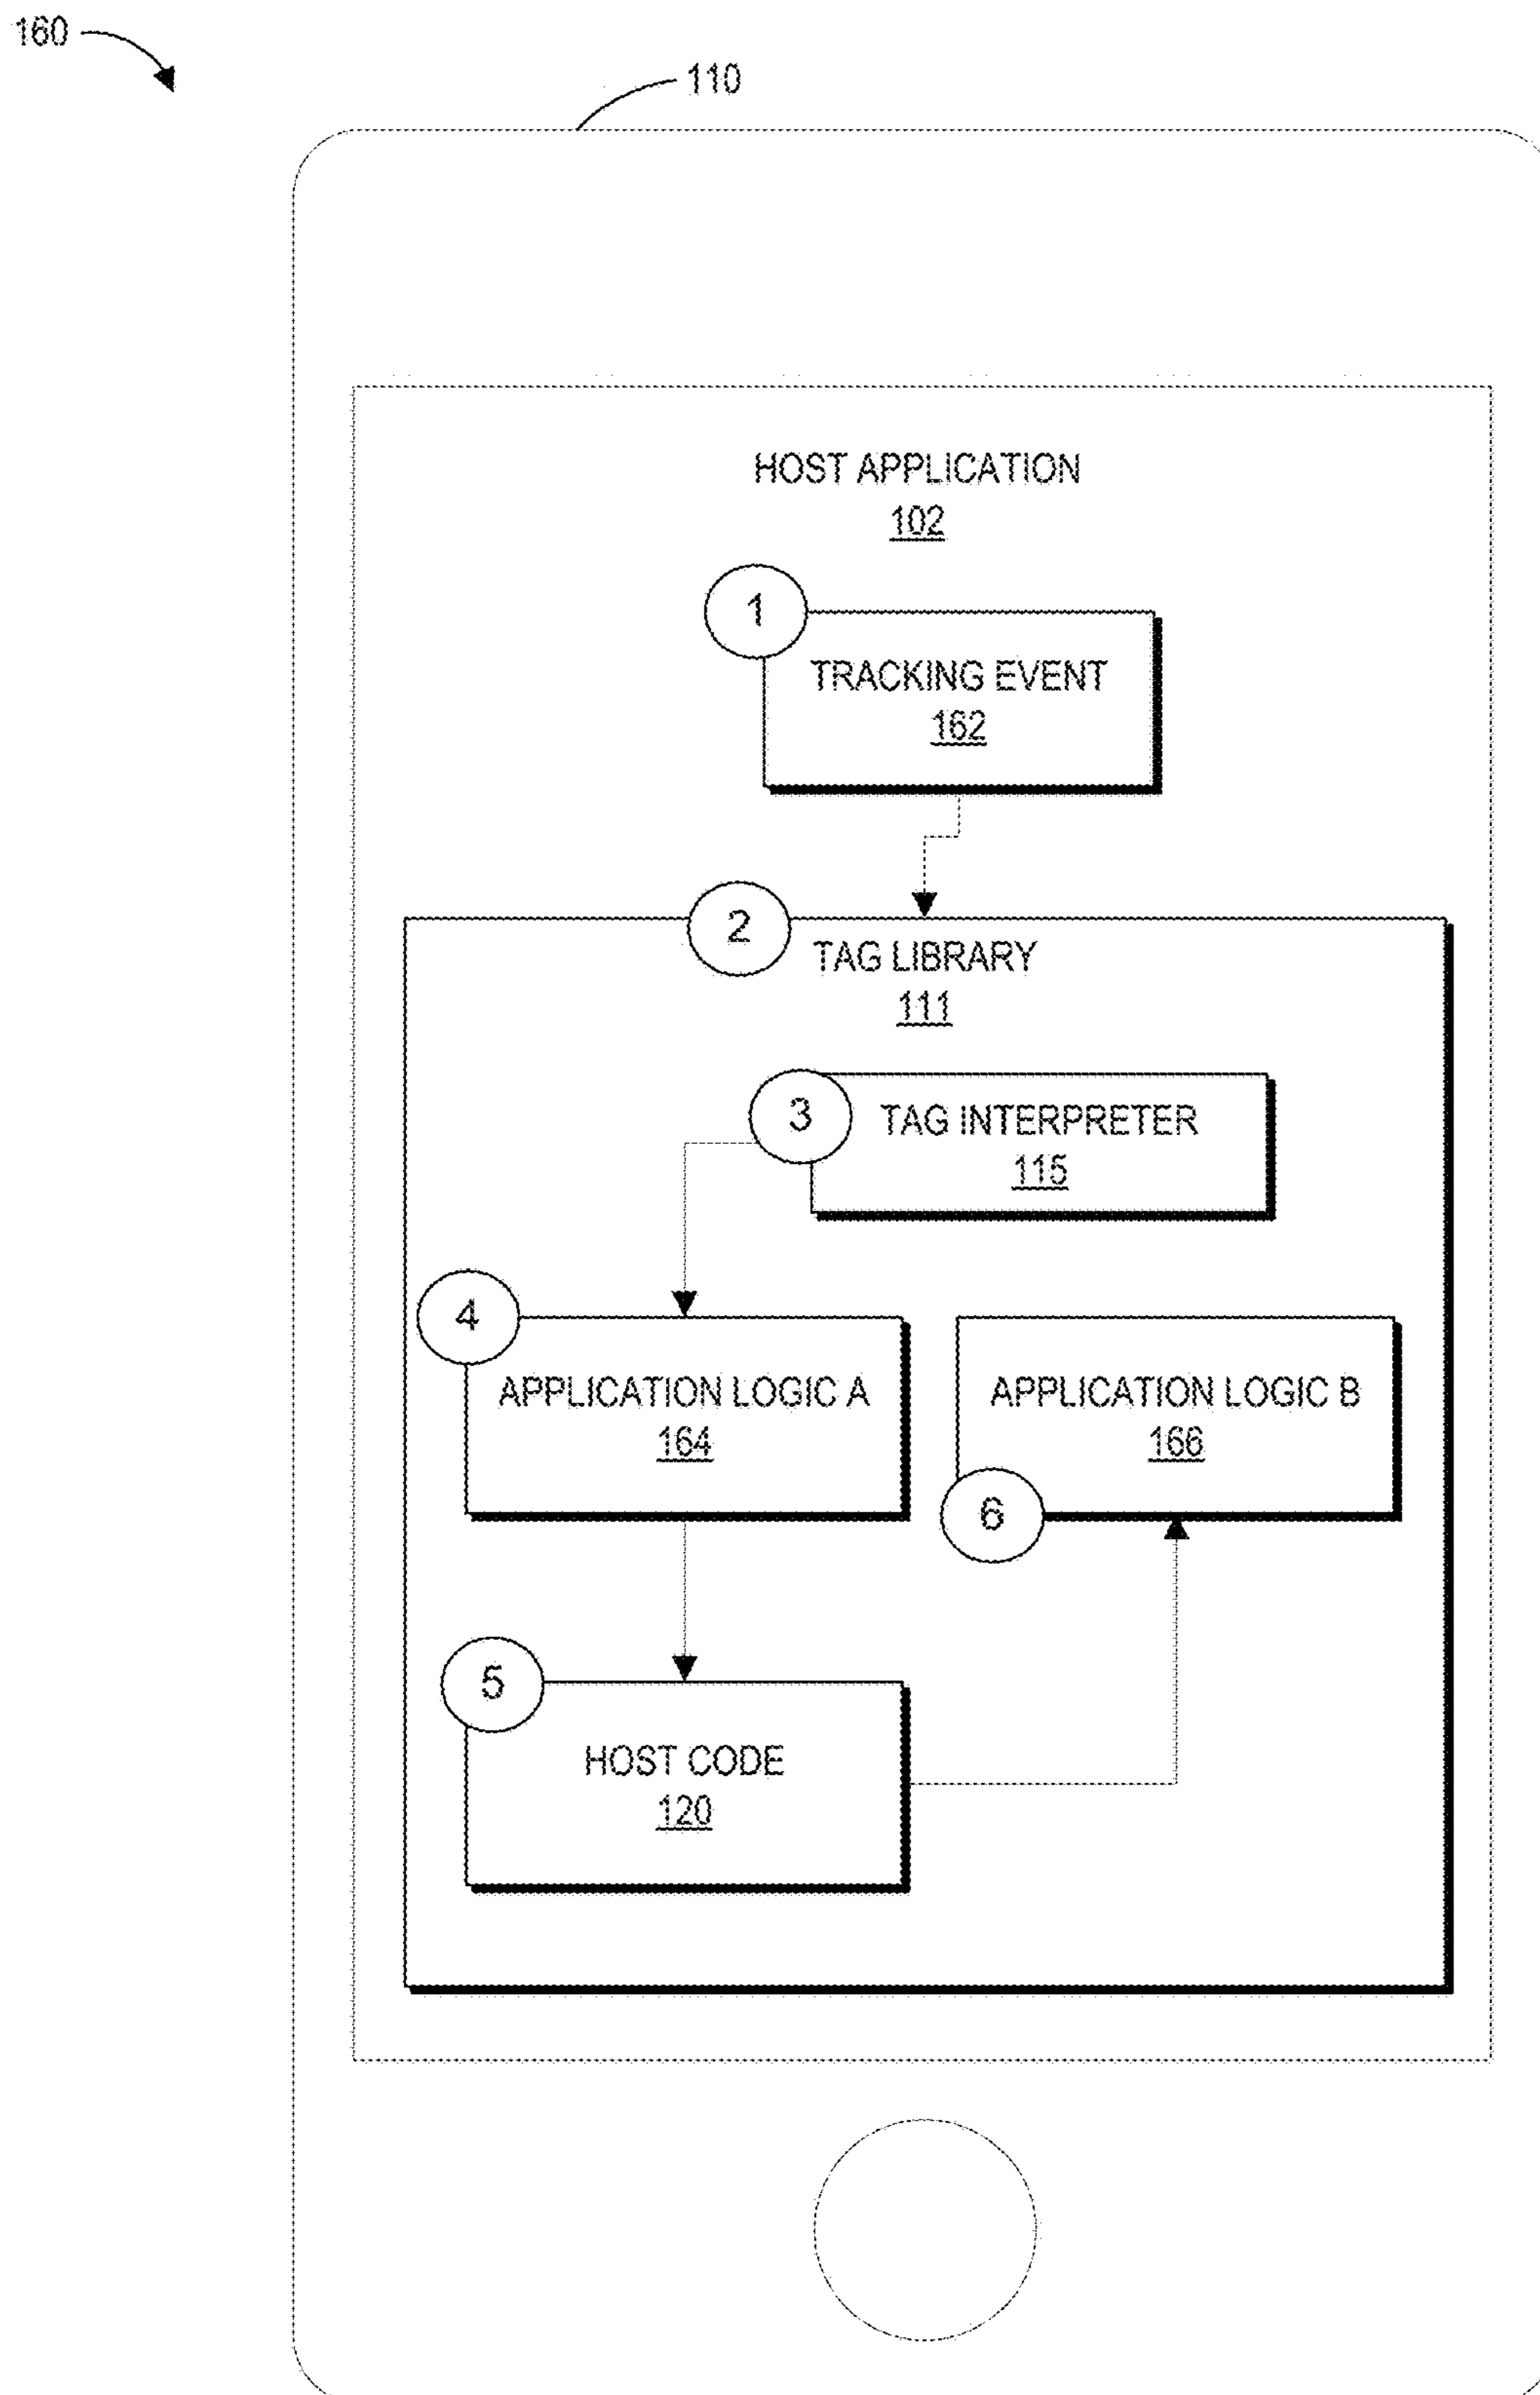 160
110
HOST APPLICATION
102
1
TRACKING EVENT
162
2
TAG LIBRARY
111
3
TAG INTERPRETER
115
4
APPLICATION LOGIC A
164
APPLICATION LOGIC B
166
6
5
HOST CODE
120